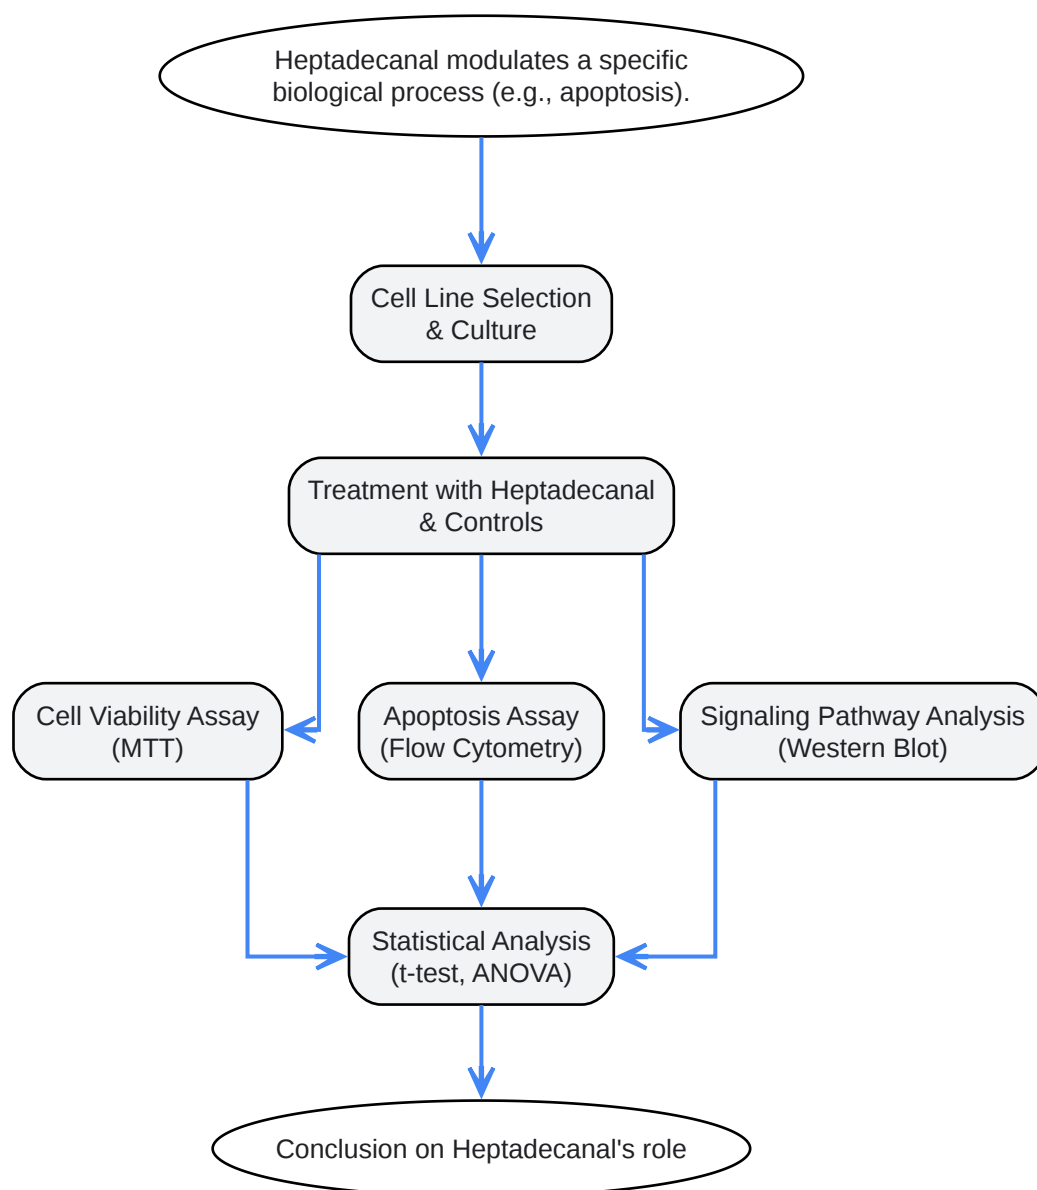 Heptadecanal modulates a specific
biological process (e.g., apoptosis).
Cell Line Selection
& Culture
Treatment with Heptadecanal
& Controls
Cell Viability Assay
(MTT)
Apoptosis Assay
(Flow Cytometry)
Signaling Pathway Analysis
(Western Blot)
Statistical Analysis
(t-test, ANOVA)
Conclusion on Heptadecanal's role